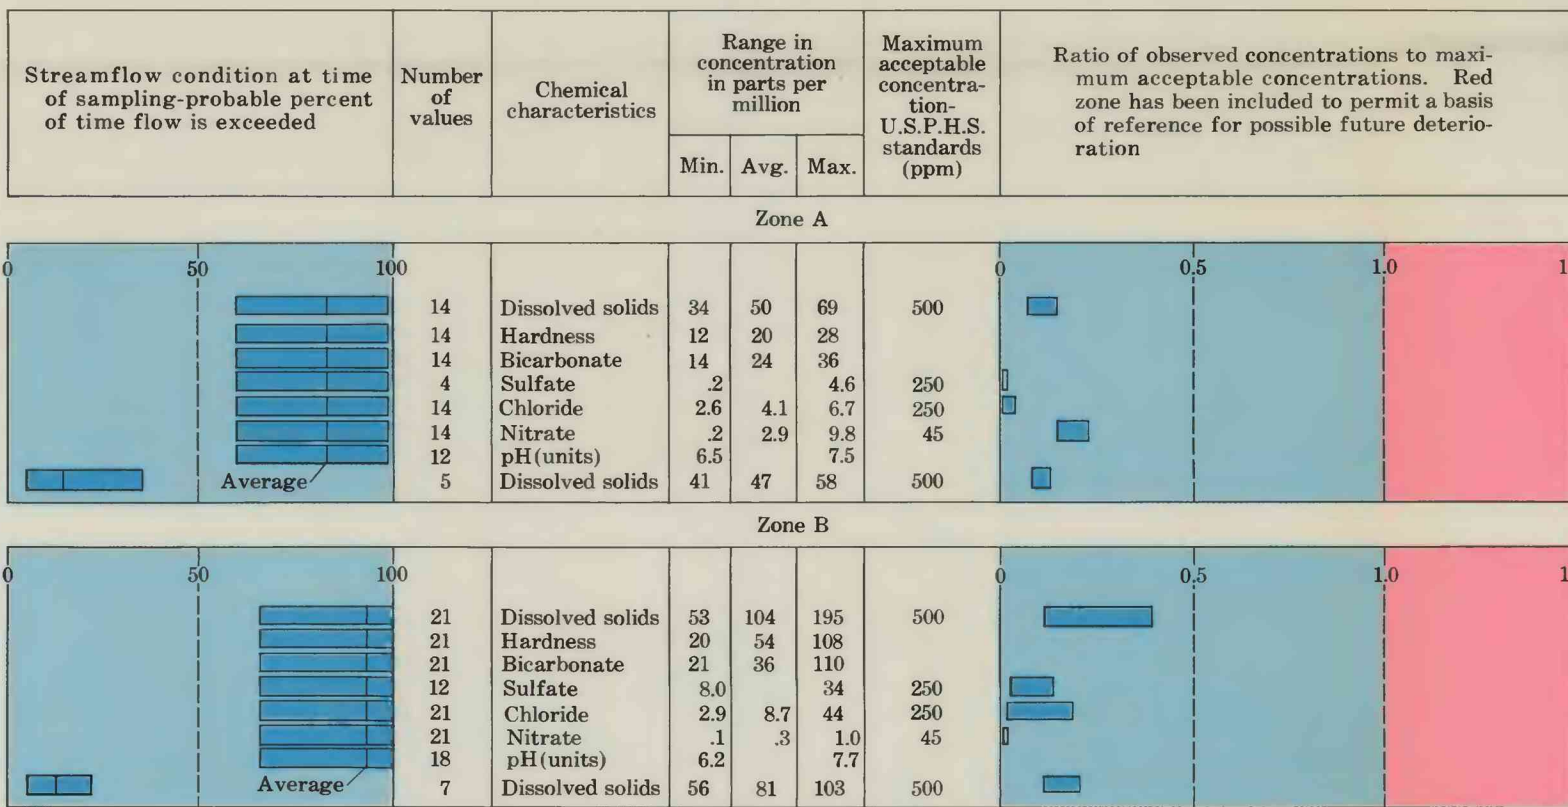 Streamflow condition at time
of sampling-probable percent
of time flow is exceeded
Number
of
values
Chemical
characteristics
Range in
concentration
in parts per
million
Min. Avg. Max.
Maximum
acceptable
concentra-
tion-
U.S.P.H.S.
standards
(ppm)
Ratio of observed concentrations to maxi-
mum acceptable concentrations. Red
zone has been included to permit a basis
of reference for possible future deterio-
ration
Zone A
0 50 100 0 0.5 1.0 1
14 Dissolved solids 34 50 69 500
14 Hardness 12 20 28
14 Bicarbonate 14 24 36
4 Sulfate .2 4.6 250
14 Chloride 2.6 4.1 6.7 250
14 Nitrate .2 2.9 9.8 45
12 pH(units) 6.5 7.5
Average 5 Dissolved solids 41 47 58 500
Zone B
0 50 100 0 0.5 1.0 1
21 Dissolved solids 53 104 195 500
21 Hardness 20 54 108
21 Bicarbonate 21 36 110
12 Sulfate 8.0 34 250
21 Chloride 2.9 8.7 44 250
21 Nitrate .1 .3 1.0 45
18 pH(units) 6.2 7.7
Average 7 Dissolved solids 56 81 103 500